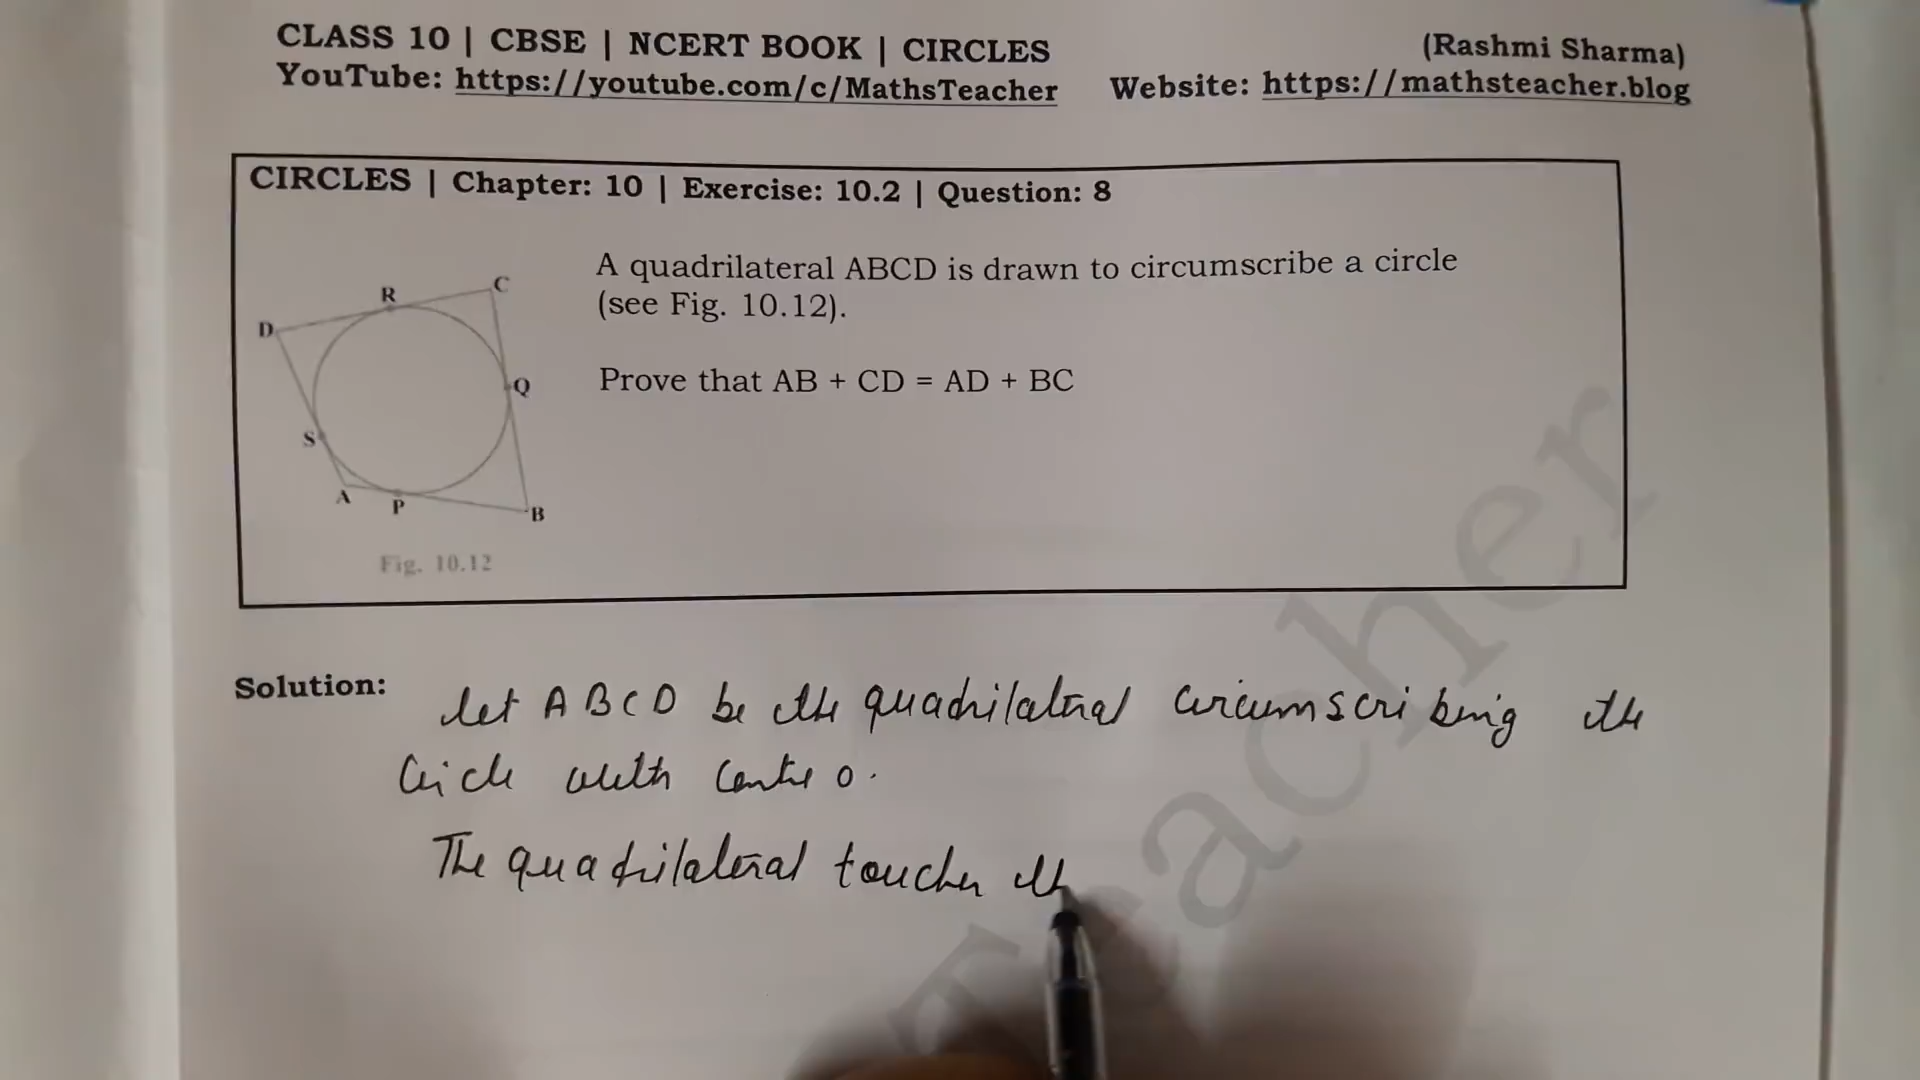 CLASS 10 | CBSE | NCERT BOOK | CIRCLES (Rashmi Sharma)
YouTube: https://youtube.com/c/MathsTeacher Website: https://mathsteacher.blog
CIRCLES | Chapter: 10 | Exercise: 10.2 | Question: 8
A quadrilateral ABCD is drawn to circumscribe a circle
(see Fig. 10.12).
Prove that AB + CD = AD + BC
R
C
D
Q
S
A
P
B
Fig. 10.12
Solution: let ABCD be the quadrilateral circumscribing the
Circle with Centre O.
The quadrilateral touches th
Teacher